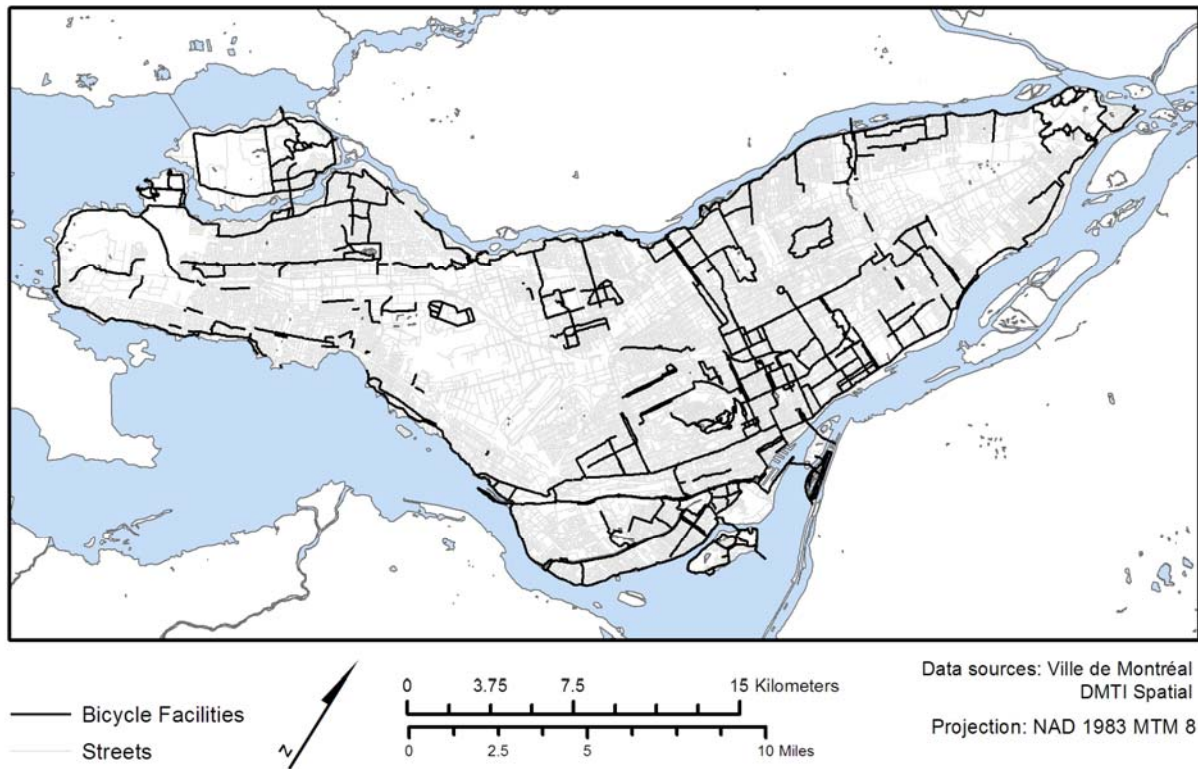 Bicycle Facilities
Streets
N
0 3.75 7.5 15 Kilometers
0 2.5 5 10 Miles
Data sources: Ville de Montréal
DMTI Spatial
Projection: NAD 1983 MTM 8